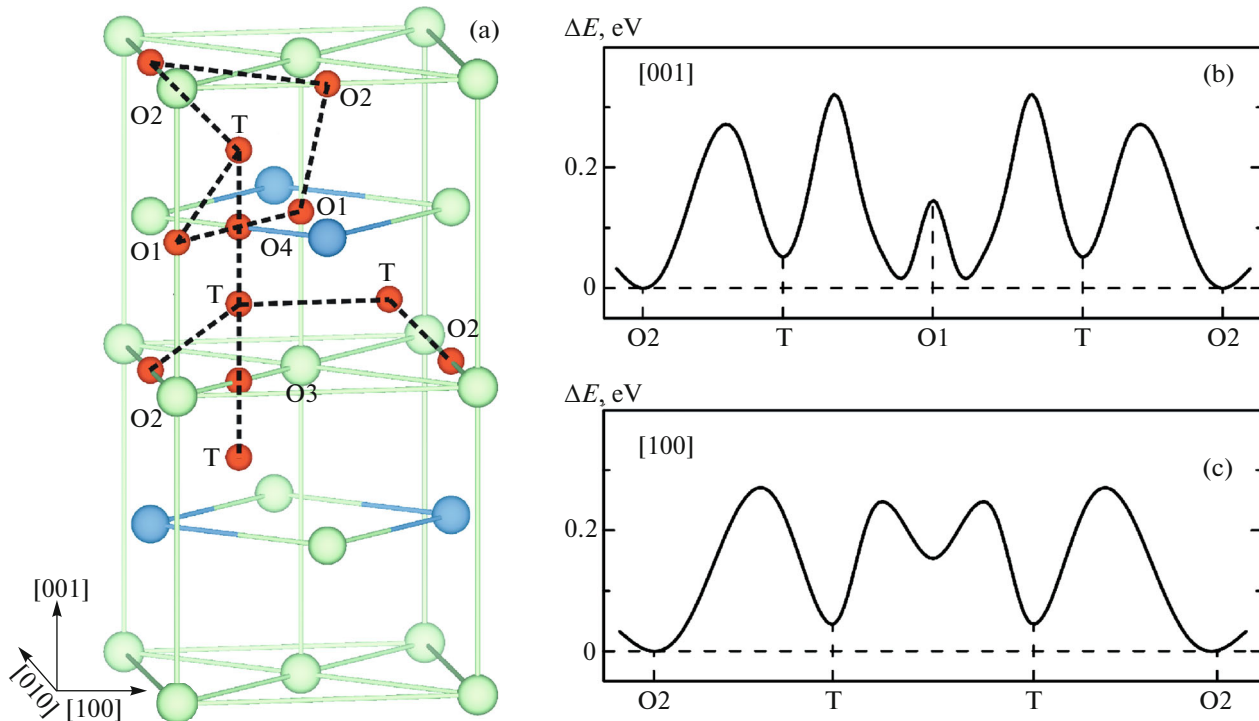 (a)
O2
O2
T
O1
O1
O4
T
T
O2
O2
O3
T
[001]
[010]
[100]
ΔE, eV
[001]
(b)
0.2
0
O2 T O1 T O2
ΔE, eV
[100]
(c)
0.2
0
O2 T T O2